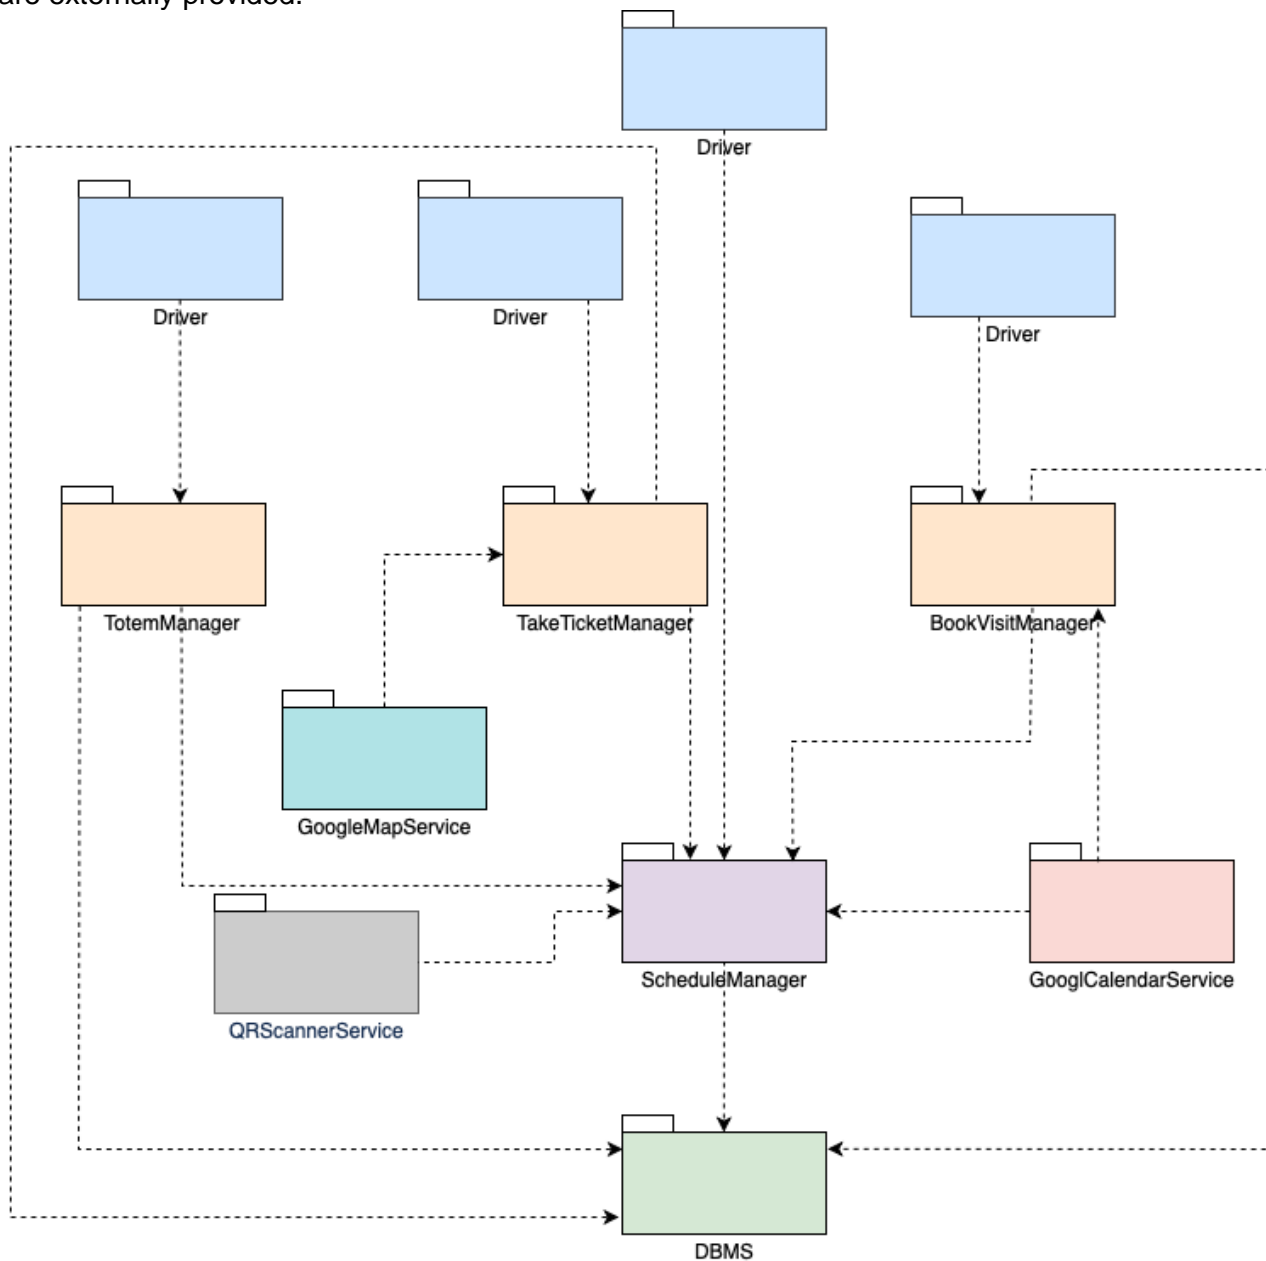 are externally provided.
Driver
Driver
Driver
Driver
TotemManager
TakeTicketManager
BookVisitManager
GoogleMapService
ScheduleManager
GooglCalendarService
QRScannerService
DBMS